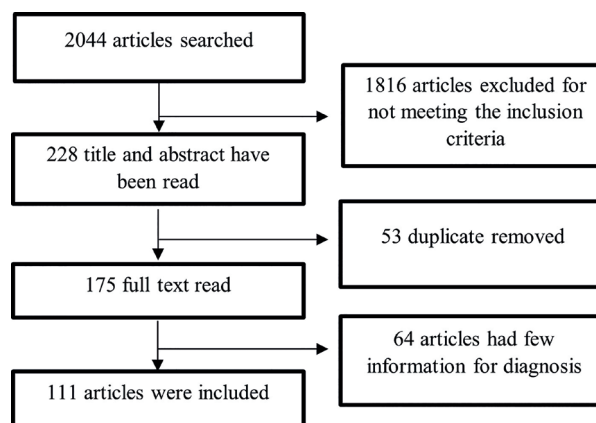 2044 articles searched
1816 articles excluded for
not meeting the inclusion
criteria
228 title and abstract have
been read
53 duplicate removed
175 full text read
64 articles had few
information for diagnosis
111 articles were included